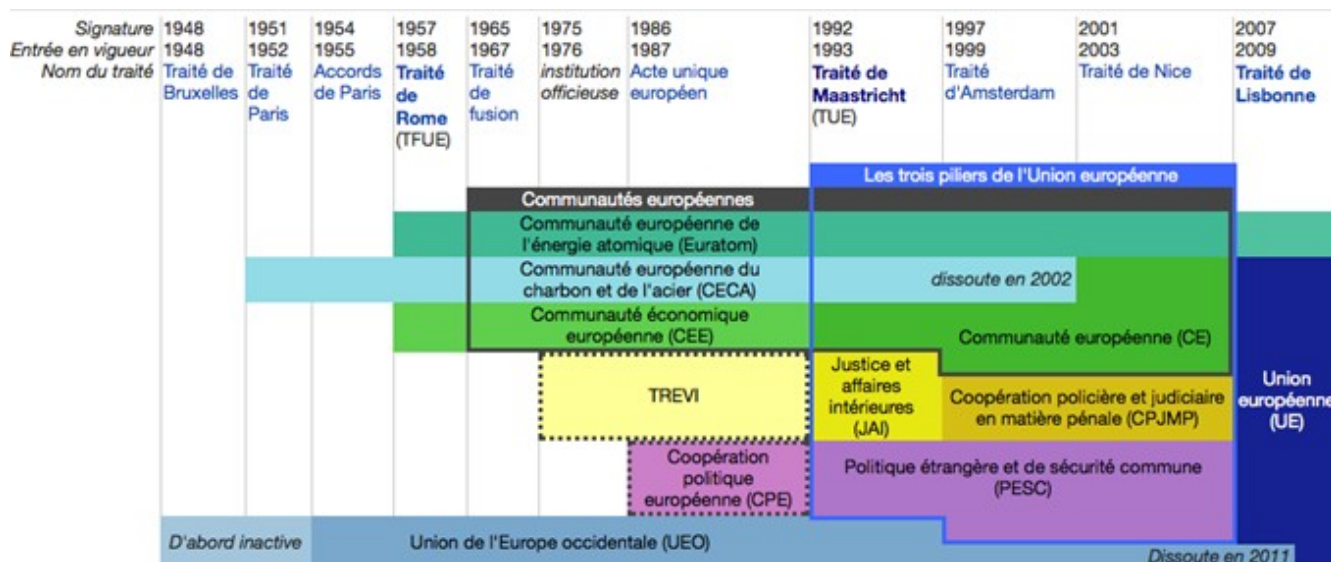 Signature 1948 1951 1954 1957 1965 1975 1986 1992 1997 2001 2007
Entrée en vigueur 1948 1952 1955 1958 1967 1976 1987 1993 1999 2003 2009
Nom du traité Traité de Traité Accords Traité Traité institution Acte unique Traité de Traité Traité de Nice Traité de
Bruxelles de de Paris de de officieuse européen Maastricht d'Amsterdam Lisbonne
Paris Rome fusion (TUE)
(TFUE)
Les trois piliers de l'Union européenne
Communautés européennes
Communauté européenne de
l'énergie atomique (Euratom)
Communauté européenne du
charbon et de l'acier (CECA)
dissoute en 2002
Communauté économique
européenne (CEE)
Communauté européenne (CE)
TREVI
Justice et
affaires
intérieures
(JAI)
Coopération policière et judiciaire
en matière pénale (CPJMP)
Union
européenne
(UE)
Coopération
politique
européenne (CPE)
Politique étrangère et de sécurité commune
(PESC)
D'abord inactive
Union de l'Europe occidentale (UEO)
Dissoute en 2011